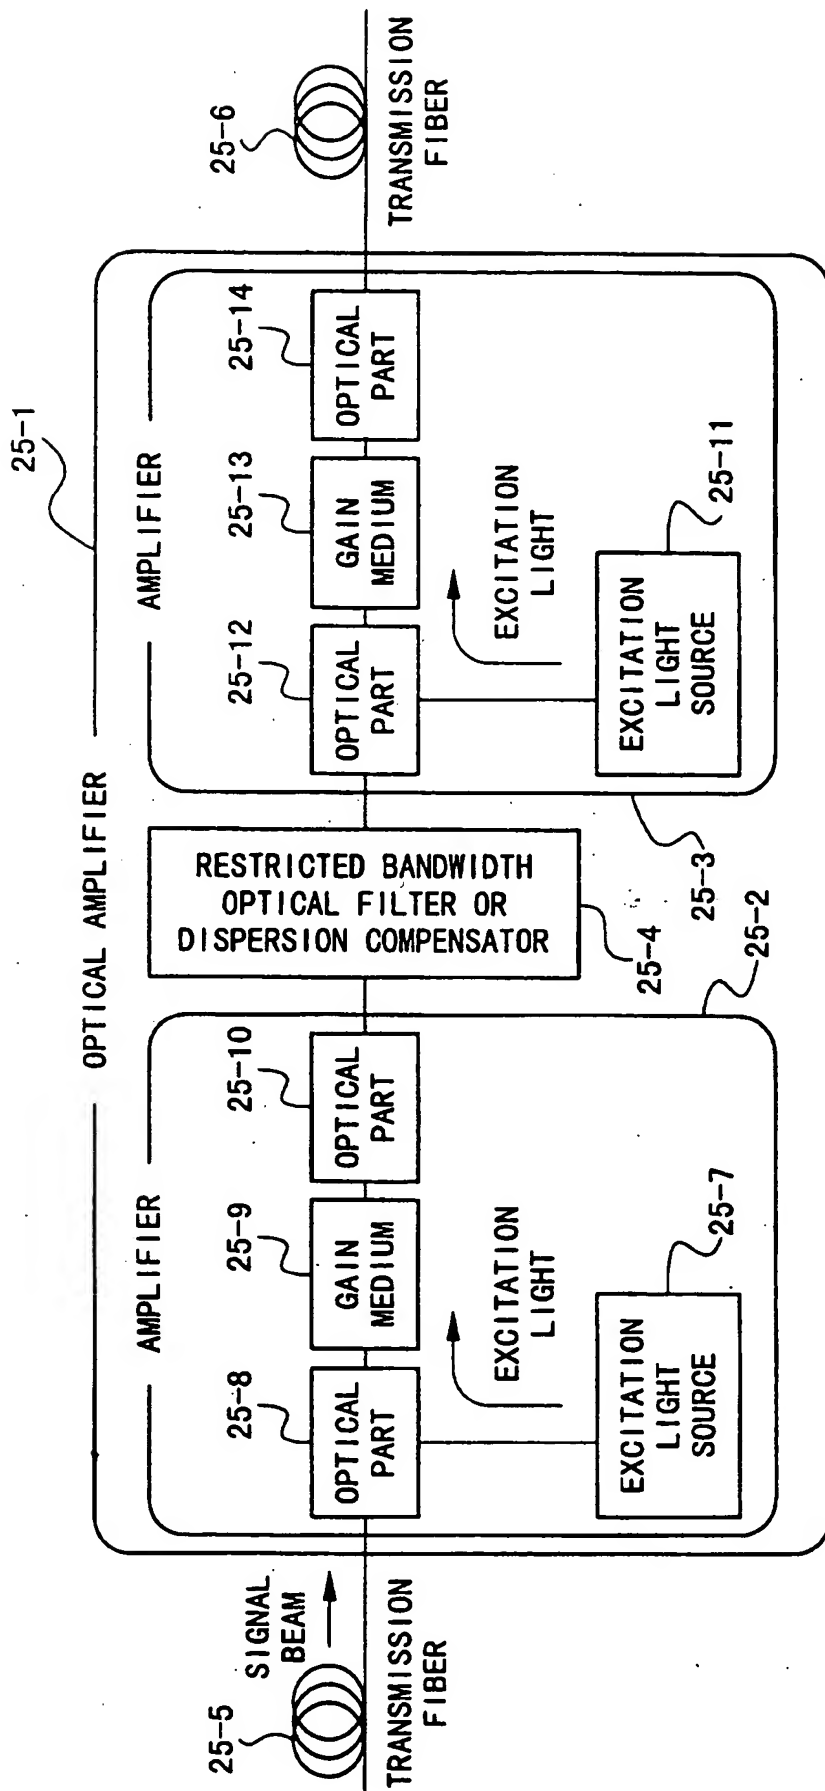 25-1
OPTICAL AMPLIFIER
AMPLIFIER
AMPLIFIER
25-5
SIGNAL
BEAM
TRANSMISSION
FIBER
25-8
OPTICAL
PART
25-9
GAIN
MEDIUM
25-10
OPTICAL
PART
EXCITATION
LIGHT
EXCITATION
LIGHT
SOURCE
25-7
25-2
RESTRICTED BANDWIDTH
OPTICAL FILTER OR
DISPERSION COMPENSATOR
25-4
25-3
25-12
OPTICAL
PART
25-13
GAIN
MEDIUM
25-14
OPTICAL
PART
EXCITATION
LIGHT
EXCITATION
LIGHT
SOURCE
25-11
25-6
TRANSMISSION
FIBER